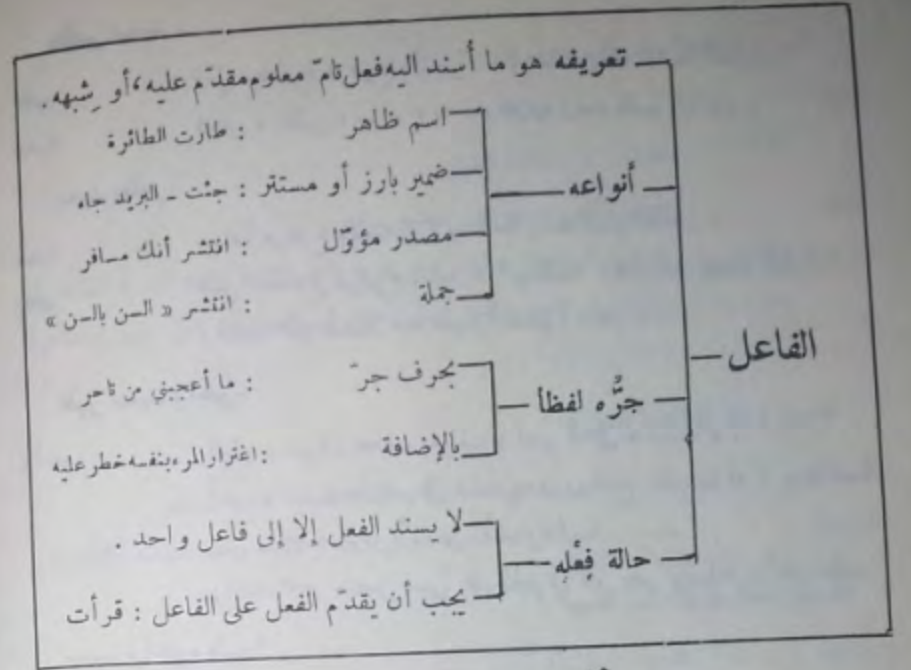 تعريفه هو ما أسند اليه فعل تامّ معلوم مقدّم عليه، أو شِبهه .
اسم ظاهر : طارت الطائرة
أنواعه
ضمير بارز أو مستتر : جئت ـ البريد جاء
مصدر مؤوّل : انتشر أنك مسافر
جملة : انتشر « السن بالسن »
الفاعل
بحرف جرّ : ما أعجبني من تاجر
جرُّه لفظاً
بالإضافة : اغترار المرء بنفسه خطر عليه
لا يسند الفعل إلا إلى فاعل واحد .
حالة فِعْلِه
يجب أن يقدّم الفعل على الفاعل : قرأت